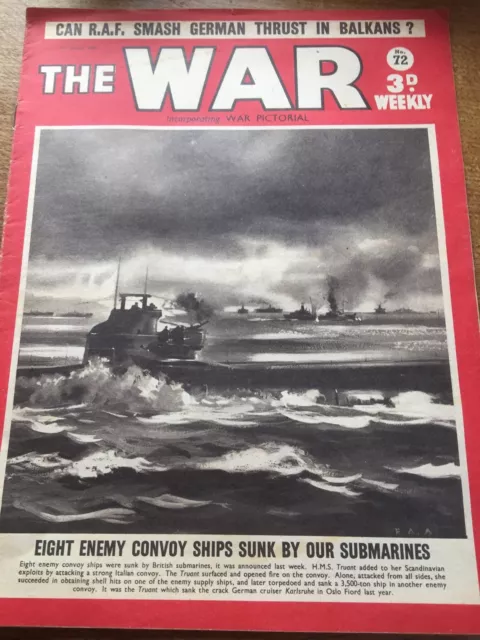 CAN R.A.F. SMASH GERMAN THRUST IN BALKANS ?
THE WAR
No.
72
3D.
WEEKLY
Incorporating WAR PICTORIAL
EIGHT ENEMY CONVOY SHIPS SUNK BY OUR SUBMARINES
Eight enemy convoy ships were sunk by British submarines, it was announced last week. H.M.S. Truant added to her Scandinavian
exploits by attacking a strong Italian convoy. The Truant surfaced and opened fire on the convoy. Alone, attacked from all sides, she
succeeded in obtaining shell hits on one of the enemy supply ships, and later torpedoed and sank a 3,500-ton ship in another enemy
convoy. It was the Truant which sank the crack German cruiser Karlsruhe in Oslo Fiord last year.